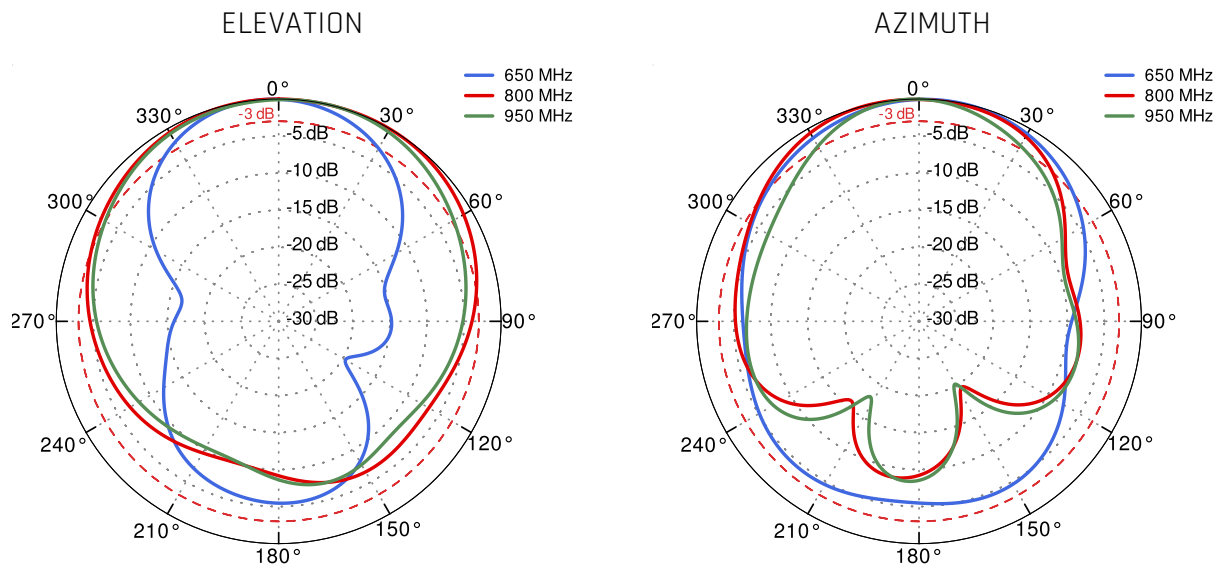 ELEVATION
650 MHz
800 MHz
950 MHz
0°
330°
-3 dB
30°
-5 dB
-10 dB
300°
60°
-15 dB
-20 dB
-25 dB
270°
-30 dB
90°
240°
120°
210°
150°
180°
AZIMUTH
650 MHz
800 MHz
950 MHz
0°
330°
-3 dB
30°
-5 dB
-10 dB
300°
60°
-15 dB
-20 dB
-25 dB
270°
-30 dB
90°
240°
120°
210°
150°
180°